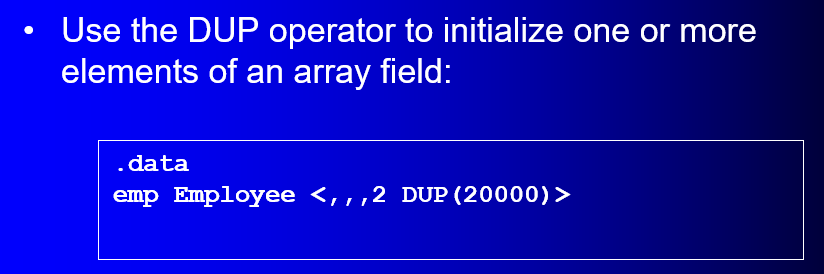 • Use the DUP operator to initialize one or more
elements of an array field:
.data
emp Employee <,,,2 DUP(20000)>